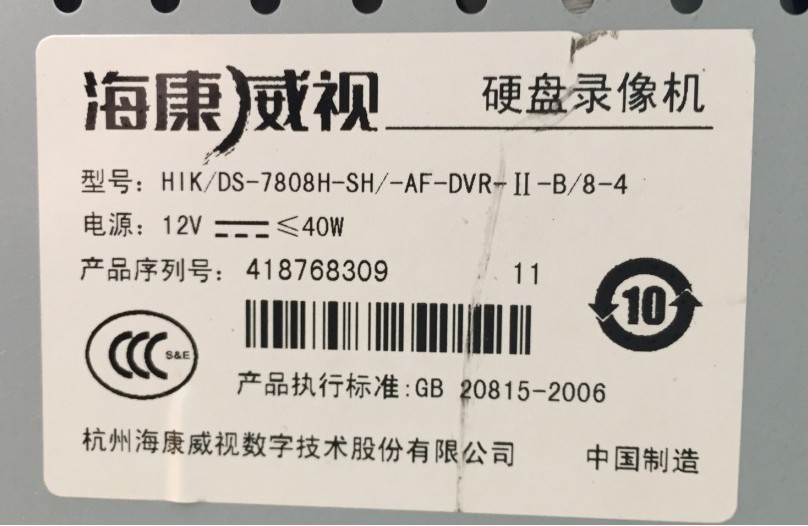 海康威视 硬盘录像机
型号: HIK/DS-7808H-SH/-AF-DVR-II-B/8-4
电源: 12V ⎓ ≤40W
产品序列号: 418768309 11
CCC S&E
10
产品执行标准:GB 20815-2006
杭州海康威视数字技术股份有限公司 中国制造